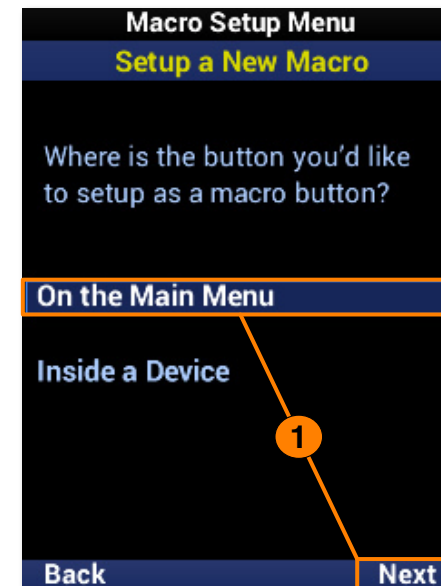 Macro Setup Menu
Setup a New Macro
Where is the button you'd like
to setup as a macro button?
On the Main Menu
Inside a Device
1
Back Next